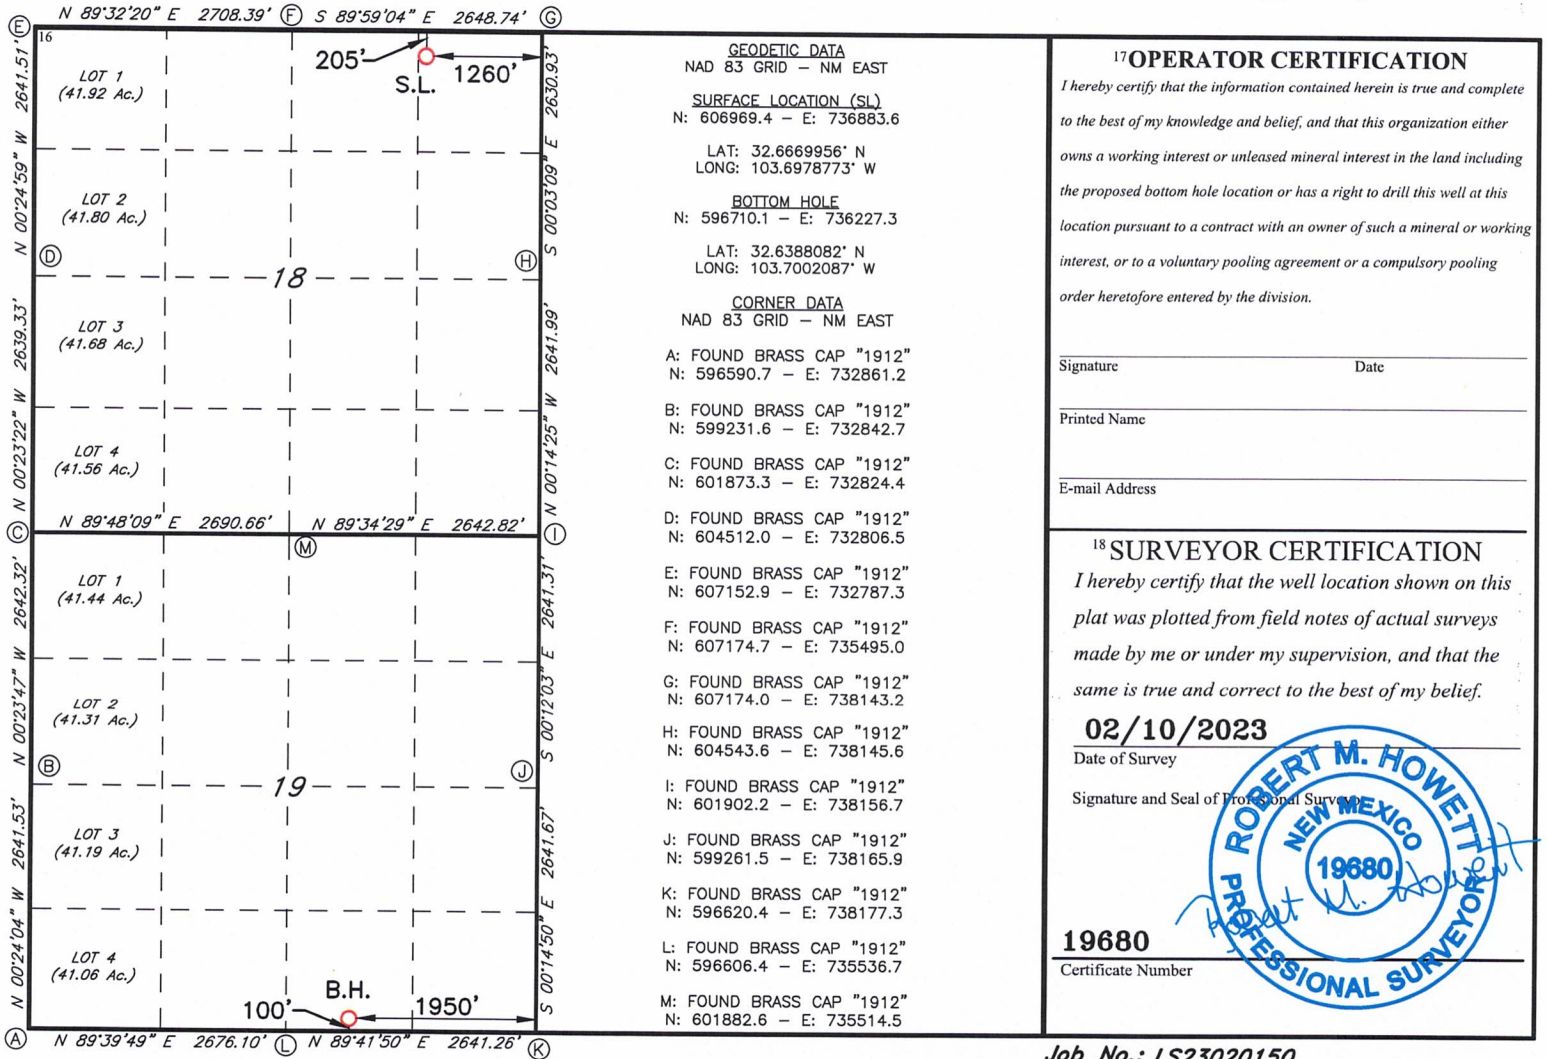 N 89°32'20" E 2708.39' F S 89°59'04" E 2648.74' G
E
16
N 00°24'59" W 2641.51'
LOT 1
(41.92 Ac.)
205'
S.L.
1260'
S 00°03'09" E 2630.93'
LOT 2
(41.80 Ac.)
D
H
18
N 00°23'22" W 2639.33'
LOT 3
(41.68 Ac.)
N 00°14'25" W 2641.99'
LOT 4
(41.56 Ac.)
N 89°48'09" E 2690.66' N 89°34'29" E 2642.82'
C
M
I
N 00°23'47" W 2642.32'
LOT 1
(41.44 Ac.)
S 00°12'03" E 2641.31'
LOT 2
(41.31 Ac.)
B
J
19
N 00°24'04" W 2641.53'
LOT 3
(41.19 Ac.)
S 00°14'50" E 2641.67'
LOT 4
(41.06 Ac.)
B.H.
100'
1950'
A N 89°39'49" E 2676.10' L N 89°41'50" E 2641.26' K
GEODETIC DATA
NAD 83 GRID – NM EAST
SURFACE LOCATION (SL)
N: 606969.4 – E: 736883.6
LAT: 32.6669956° N
LONG: 103.6978773° W
BOTTOM HOLE
N: 596710.1 – E: 736227.3
LAT: 32.6388082° N
LONG: 103.7002087° W
CORNER DATA
NAD 83 GRID – NM EAST
A: FOUND BRASS CAP "1912"
N: 596590.7 – E: 732861.2
B: FOUND BRASS CAP "1912"
N: 599231.6 – E: 732842.7
C: FOUND BRASS CAP "1912"
N: 601873.3 – E: 732824.4
D: FOUND BRASS CAP "1912"
N: 604512.0 – E: 732806.5
E: FOUND BRASS CAP "1912"
N: 607152.9 – E: 732787.3
F: FOUND BRASS CAP "1912"
N: 607174.7 – E: 735495.0
G: FOUND BRASS CAP "1912"
N: 607174.0 – E: 738143.2
H: FOUND BRASS CAP "1912"
N: 604543.6 – E: 738145.6
I: FOUND BRASS CAP "1912"
N: 601902.2 – E: 738156.7
J: FOUND BRASS CAP "1912"
N: 599261.5 – E: 738165.9
K: FOUND BRASS CAP "1912"
N: 596620.4 – E: 738177.3
L: FOUND BRASS CAP "1912"
N: 596606.4 – E: 735536.7
M: FOUND BRASS CAP "1912"
N: 601882.6 – E: 735514.5
17 OPERATOR CERTIFICATION
I hereby certify that the information contained herein is true and complete
to the best of my knowledge and belief, and that this organization either
owns a working interest or unleased mineral interest in the land including
the proposed bottom hole location or has a right to drill this well at this
location pursuant to a contract with an owner of such a mineral or working
interest, or to a voluntary pooling agreement or a compulsory pooling
order heretofore entered by the division.
Signature Date
Printed Name
E-mail Address
18 SURVEYOR CERTIFICATION
I hereby certify that the well location shown on this
plat was plotted from field notes of actual surveys
made by me or under my supervision, and that the
same is true and correct to the best of my belief.
02/10/2023
Date of Survey
Signature and Seal of Professional Surveyor
ROBERT M. HOWETT
NEW MEXICO
19680
PROFESSIONAL SURVEYOR
Robert M. Howett
19680
Certificate Number
Job No.: LS23020150